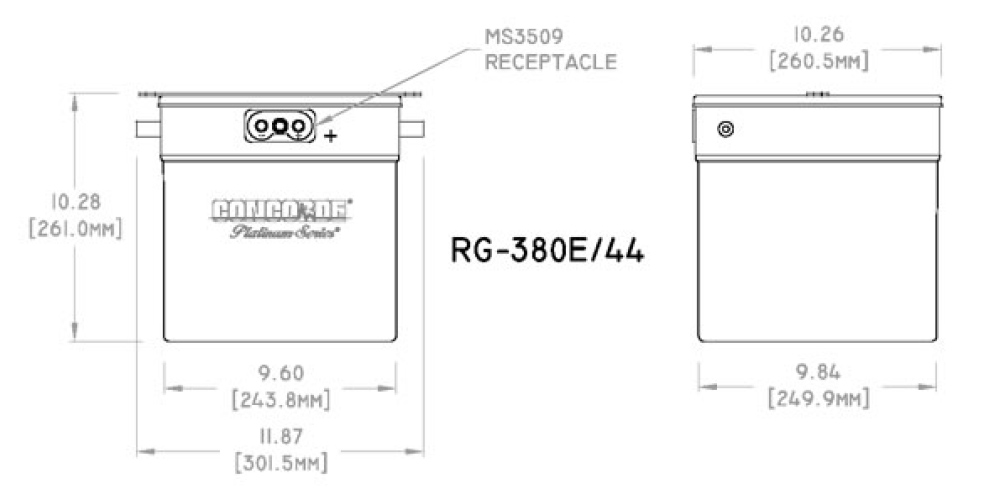 MS3509
RECEPTACLE
10.26
[260.5MM]
+
10.28
[261.0MM]
CONCORDE®
Platinum Series®
RG-380E/44
9.60
[243.8MM]
9.84
[249.9MM]
11.87
[301.5MM]